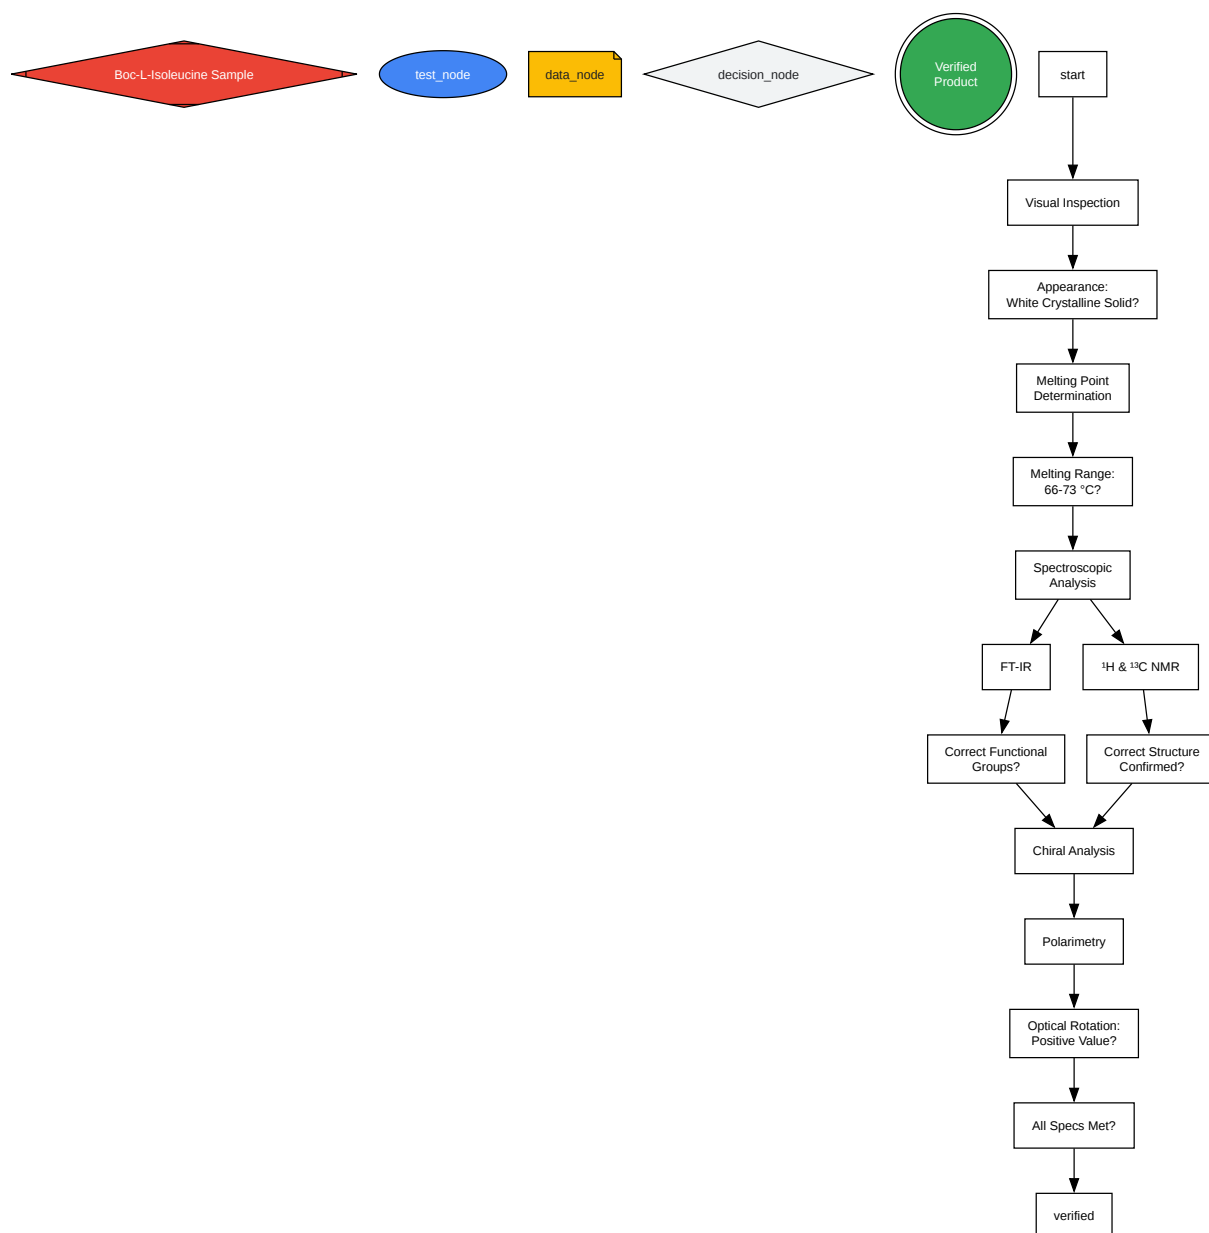 Boc-L-Isoleucine Sample
test_node
data_node
decision_node
Verified
Product
start
Visual Inspection
Appearance:
White Crystalline Solid?
Melting Point
Determination
Melting Range:
66-73 °C?
Spectroscopic
Analysis
FT-IR
¹H & ¹³C NMR
Correct Functional
Groups?
Correct Structure
Confirmed?
Chiral Analysis
Polarimetry
Optical Rotation:
Positive Value?
All Specs Met?
verified